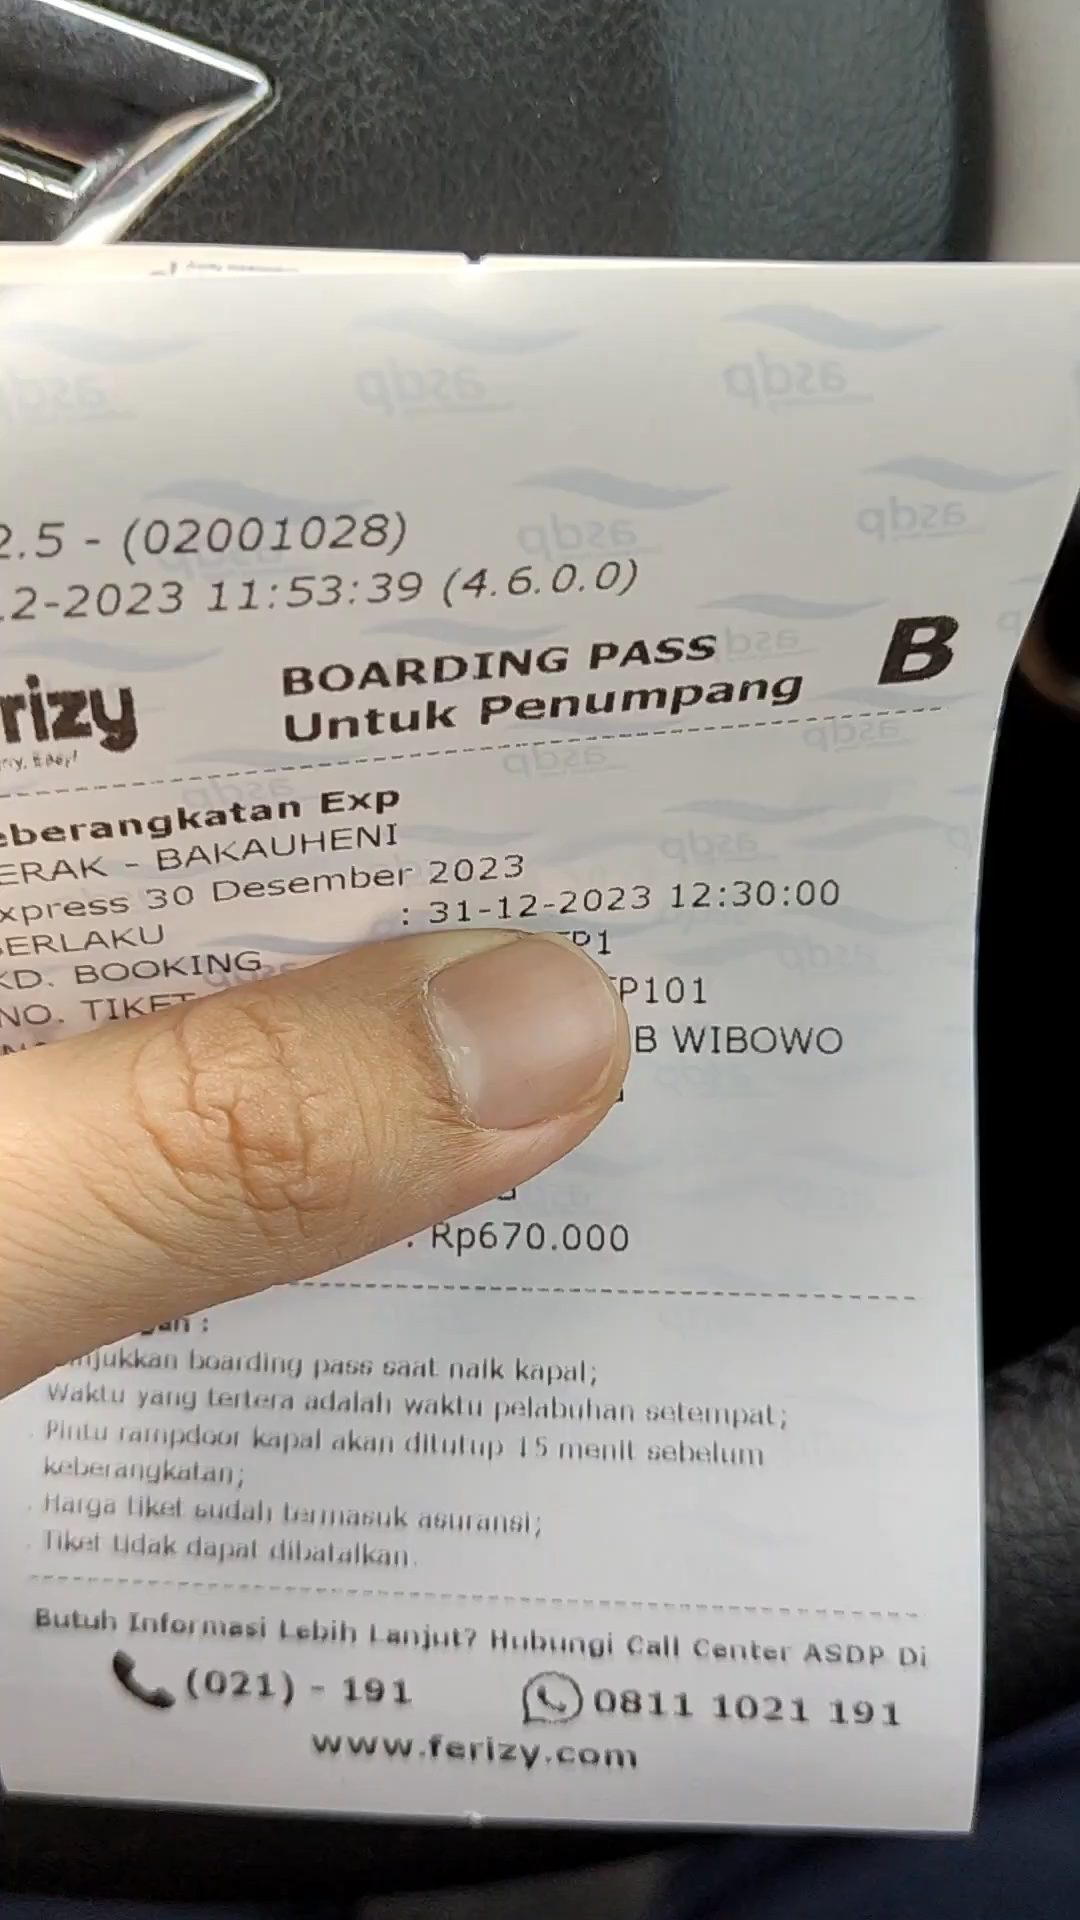 2.5 - (02001028)
2-2023 11:53:39 (4.6.0.0)
rizy
BOARDING PASS
Untuk Penumpang
B
eberangkatan Exp
ERAK - BAKAUHENI
xpress 30 Desember 2023
BERLAKU : 31-12-2023 12:30:00
KD. BOOKING P1
NO. TIKET P101
B WIBOWO
Rp670.000
an :
njukkan boarding pass saat naik kapal;
Waktu yang tertera adalah waktu pelabuhan setempat;
Pintu rampdoor kapal akan ditutup 15 menit sebelum
keberangkatan;
Harga tiket sudah termasuk asuransi;
Tiket tidak dapat dibatalkan.
Butuh Informasi Lebih Lanjut? Hubungi Call Center ASDP Di
(021) - 191 0811 1021 191
www.ferizy.com